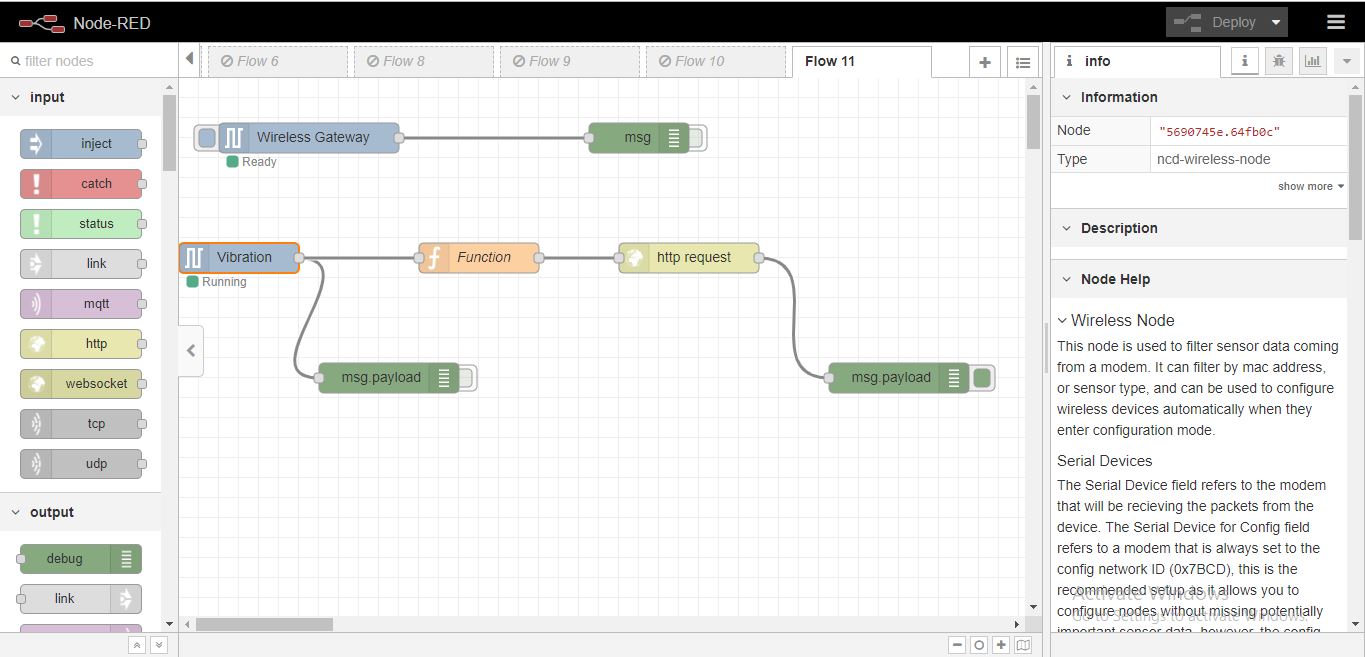 Node-RED
Deploy
filter nodes
Flow 6
Flow 8
Flow 9
Flow 10
Flow 11
i info
i
input
inject
catch
status
link
mqtt
http
websocket
tcp
udp
output
debug
link
Wireless Gateway
Ready
msg
Vibration
Running
Function
http request
msg.payload
msg.payload
Information
Node "5690745e.64fb0c"
Type ncd-wireless-node
show more
Description
Node Help
Wireless Node
This node is used to filter sensor data coming
from a modem. It can filter by mac address,
or sensor type, and can be used to configure
wireless devices automatically when they
enter configuration mode.
Serial Devices
The Serial Device field refers to the modem
that will be recieving the packets from the
device. The Serial Device for Config field
refers to a modem that is always set to the
config network ID (0x7BCD), this is the
recommended setup as it allows you to
configure nodes without missing potentially
important sensor data, however, the config
Activate Windows
Go to Settings to activate Windows.